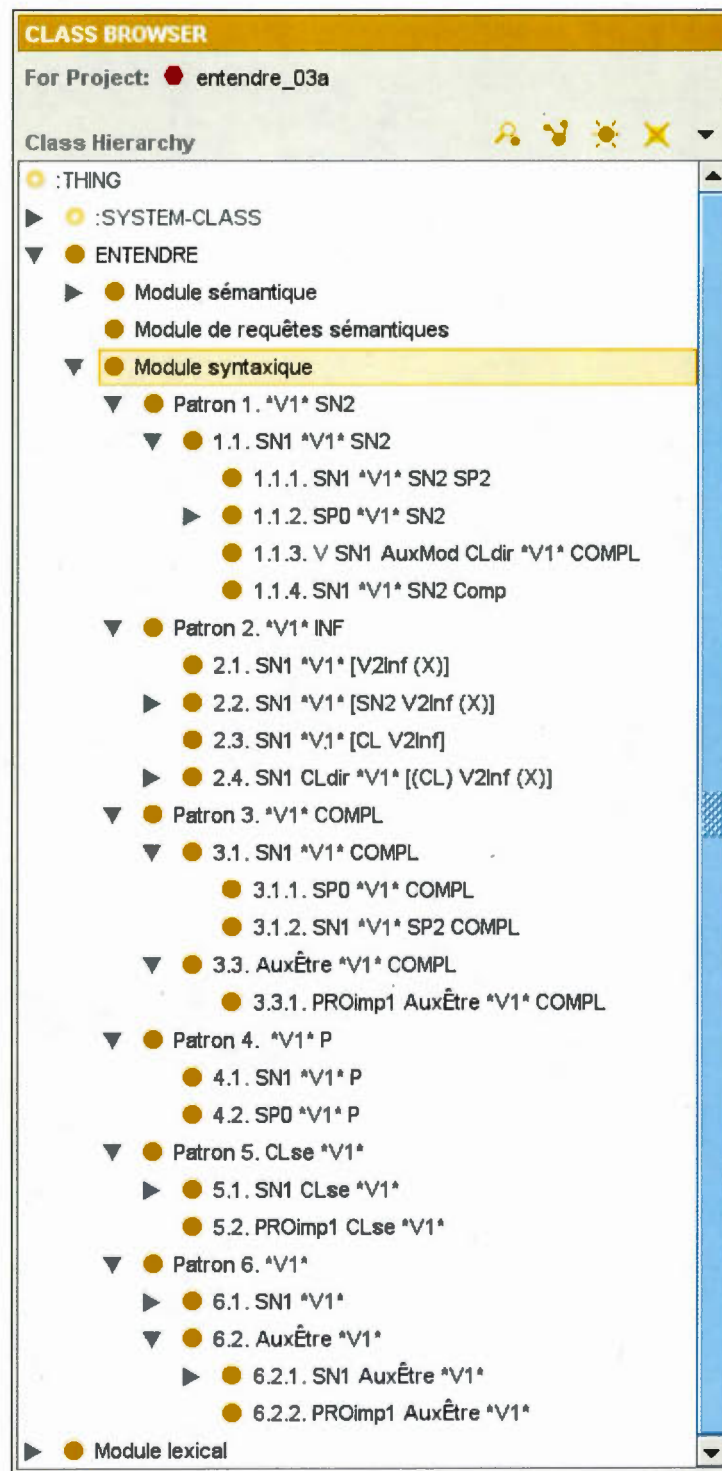 CLASS BROWSER
For Project: entendre_03a
Class Hierarchy
:THING
:SYSTEM-CLASS
ENTENDRE
Module sémantique
Module de requêtes sémantiques
Module syntaxique
Patron 1. *V1* SN2
1.1. SN1 *V1* SN2
1.1.1. SN1 *V1* SN2 SP2
1.1.2. SP0 *V1* SN2
1.1.3. V SN1 AuxMod CLdir *V1* COMPL
1.1.4. SN1 *V1* SN2 Comp
Patron 2. *V1* INF
2.1. SN1 *V1* [V2Inf (X)]
2.2. SN1 *V1* [SN2 V2Inf (X)]
2.3. SN1 *V1* [CL V2Inf]
2.4. SN1 CLdir *V1* [(CL) V2Inf (X)]
Patron 3. *V1* COMPL
3.1. SN1 *V1* COMPL
3.1.1. SP0 *V1* COMPL
3.1.2. SN1 *V1* SP2 COMPL
3.3. AuxÊtre *V1* COMPL
3.3.1. PROimp1 AuxÊtre *V1* COMPL
Patron 4. *V1* P
4.1. SN1 *V1* P
4.2. SP0 *V1* P
Patron 5. CLse *V1*
5.1. SN1 CLse *V1*
5.2. PROimp1 CLse *V1*
Patron 6. *V1*
6.1. SN1 *V1*
6.2. AuxÊtre *V1*
6.2.1. SN1 AuxÊtre *V1*
6.2.2. PROimp1 AuxÊtre *V1*
Module lexical